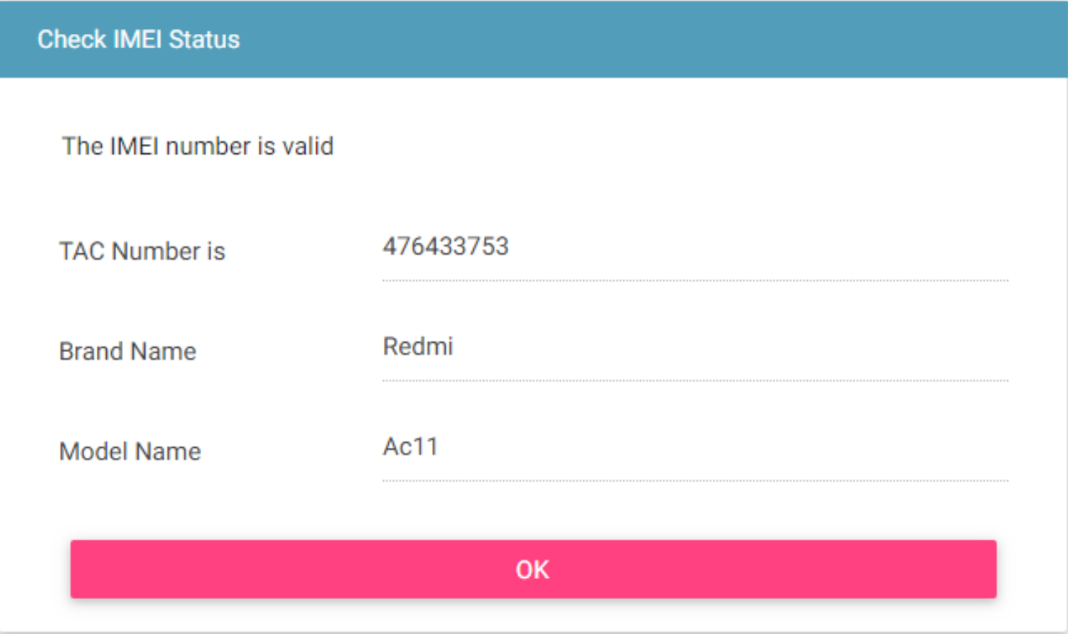 Check IMEI Status
The IMEI number is valid
TAC Number is 476433753
Brand Name Redmi
Model Name Ac11
OK